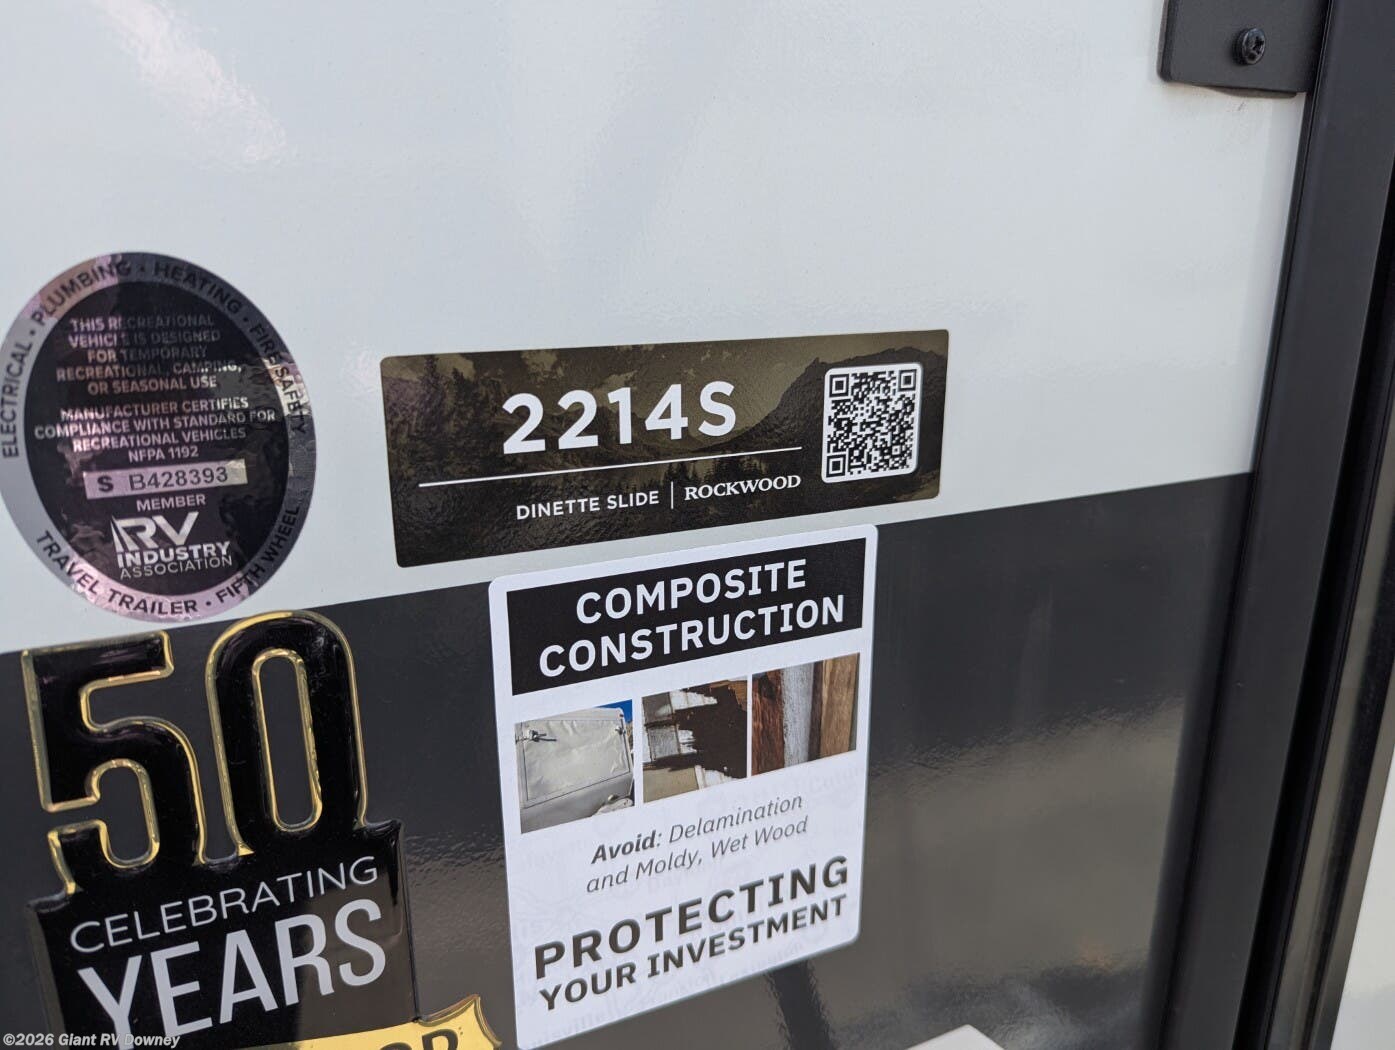 ELECTRICAL • PLUMBING • HEATING • FIRE/SAFETY
THIS RECREATIONAL
VEHICLE IS DESIGNED
FOR TEMPORARY
RECREATIONAL, CAMPING,
OR SEASONAL USE
MANUFACTURER CERTIFIES
COMPLIANCE WITH STANDARD FOR
RECREATIONAL VEHICLES
NFPA 1192
S B428393
MEMBER
RV
INDUSTRY
ASSOCIATION
TRAVEL TRAILER • FIFTH WHEEL
2214S
DINETTE SLIDE | ROCKWOOD
COMPOSITE
CONSTRUCTION
Avoid: Delamination
and Moldy, Wet Wood
PROTECTING
YOUR INVESTMENT
50
CELEBRATING
YEARS
©2026 Giant RV Downey